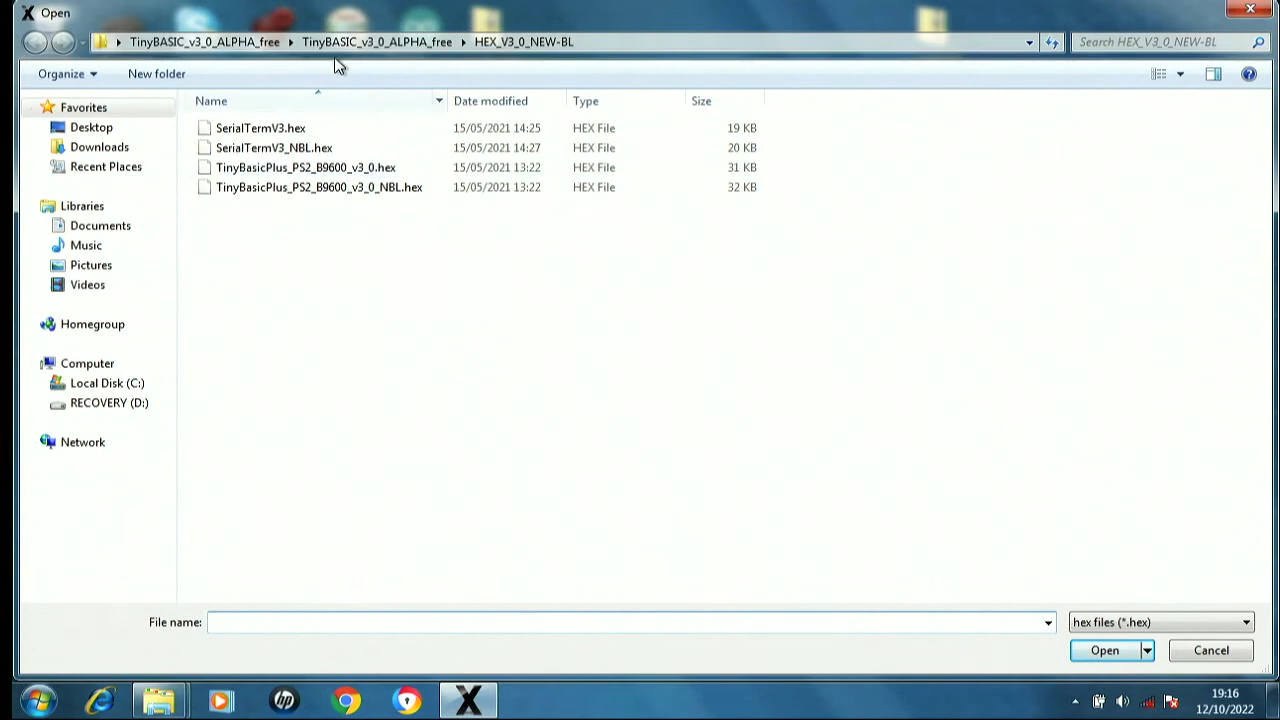 Open
TinyBASIC_v3_0_ALPHA_free TinyBASIC_v3_0_ALPHA_free HEX_V3_0_NEW-BL Search HEX_V3_0_NEW-BL
Organize New folder
Name Date modified Type Size
Favorites
Desktop
Downloads
Recent Places
Libraries
Documents
Music
Pictures
Videos
Homegroup
Computer
Local Disk (C:)
RECOVERY (D:)
Network
SerialTermV3.hex 15/05/2021 14:25 HEX File 19 KB
SerialTermV3_NBL.hex 15/05/2021 14:27 HEX File 20 KB
TinyBasicPlus_PS2_B9600_v3_0.hex 15/05/2021 13:22 HEX File 31 KB
TinyBasicPlus_PS2_B9600_v3_0_NBL.hex 15/05/2021 13:22 HEX File 32 KB
File name: hex files (*.hex)
Open Cancel
hp
19:16
12/10/2022